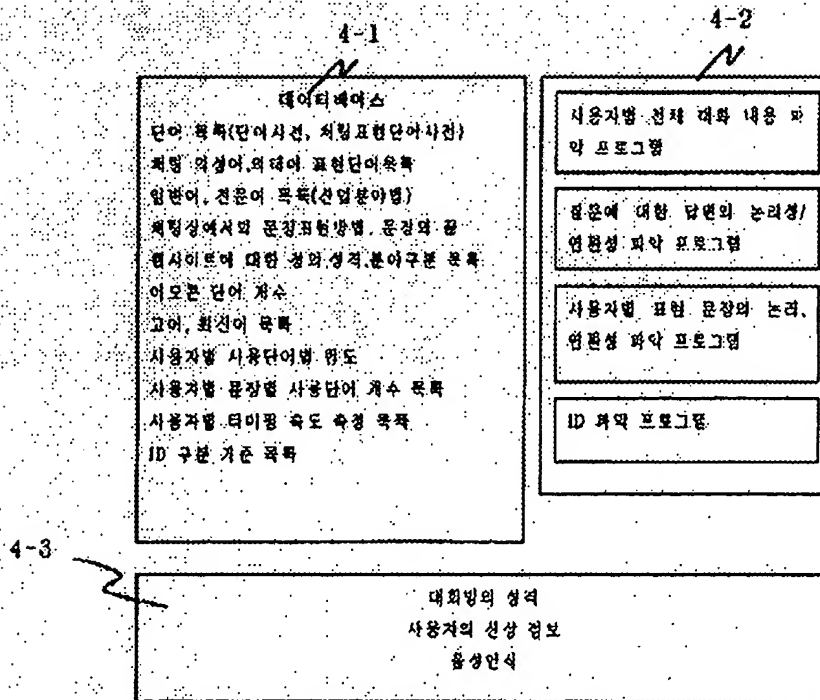 4-1
4-2
데이터베이스
단어 목록(단어사전, 채팅표현단어사전)
채팅 의성어,의태어 표현단어목록
일반어, 전문어 목록(산업분야별)
채팅상에서의 문장표현방법, 문장의 끝
웹사이트에 대한 정의,성격,분야구분 목록
이모콘 단어 계수
고어, 최신어 목록
사용자별 사용단어별 빈도
사용자별 문장별 사용단어 계수 목록
사용자별 타이핑 속도 측정 목록
ID 구분 기준 목록
사용자별 전체 대화 내용 파
악 프로그램
질문에 대한 답변의 논리성/
연관성 파악 프로그램
사용자별 표현 문장의 논리,
연관성 파악 프로그램
ID 파악 프로그램
4-3
대화방의 성격
사용자의 신상 정보
음성인식